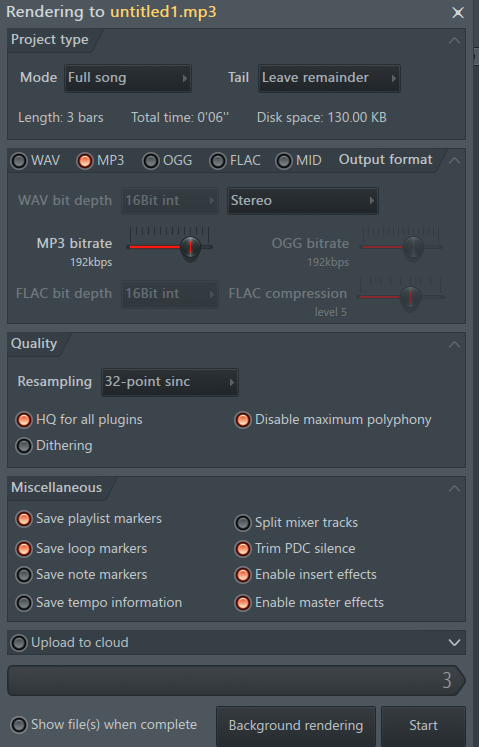 Rendering to untitled1.mp3
Project type
Mode Full song Tail Leave remainder
Length: 3 bars Total time: 0'06'' Disk space: 130.00 KB
WAV MP3 OGG FLAC MID Output format
WAV bit depth 16Bit int Stereo
MP3 bitrate OGG bitrate
192kbps 192kbps
FLAC bit depth 16Bit int FLAC compression
level 5
Quality
Resampling 32-point sinc
HQ for all plugins Disable maximum polyphony
Dithering
Miscellaneous
Save playlist markers Split mixer tracks
Save loop markers Trim PDC silence
Save note markers Enable insert effects
Save tempo information Enable master effects
Upload to cloud
3
Show file(s) when complete Background rendering Start